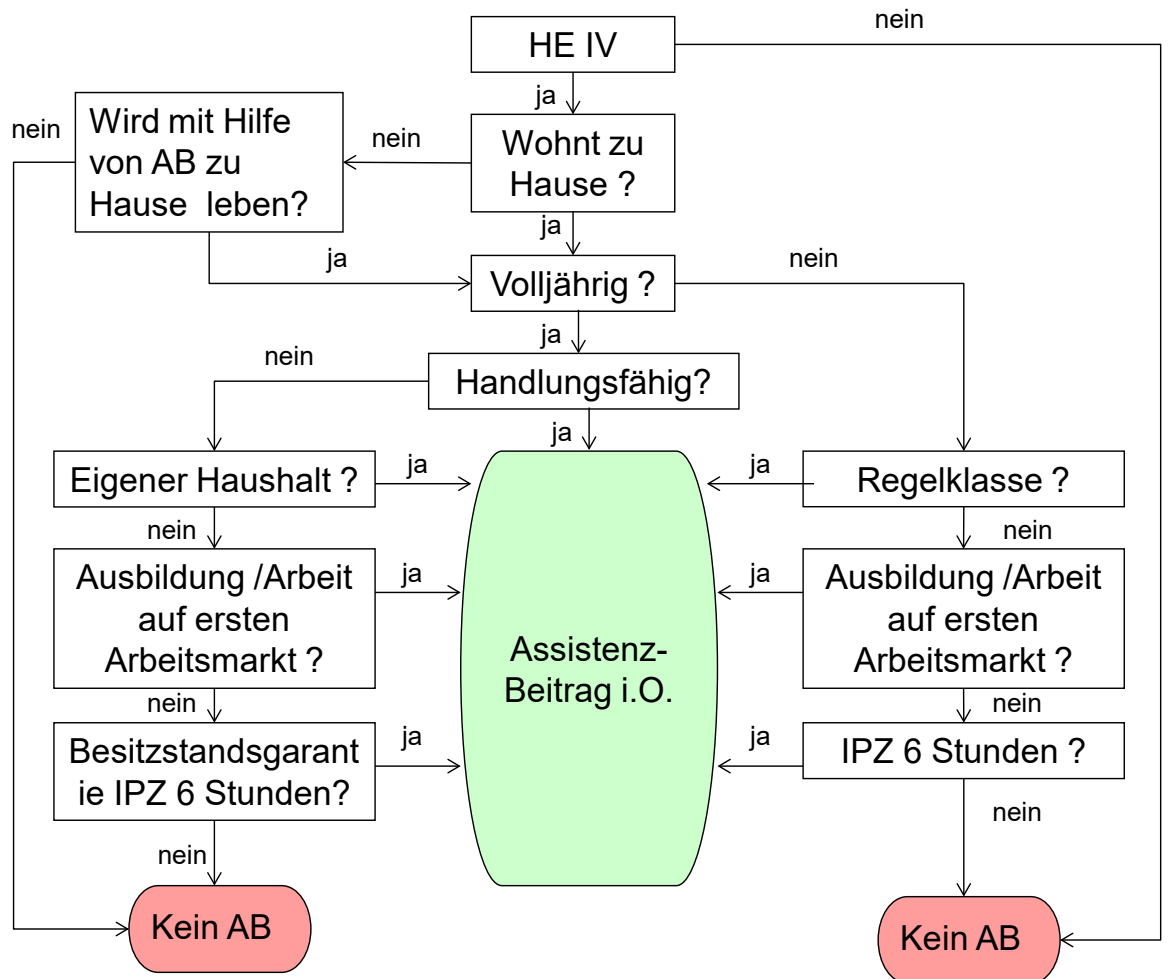 HE IV
nein
ja
Wird mit Hilfe
von AB zu
Hause leben?
nein
nein
Wohnt zu
Hause ?
ja
ja
Volljährig ?
nein
ja
Handlungsfähig?
nein
ja
Eigener Haushalt ?
ja
ja
Regelklasse ?
nein
nein
Ausbildung /Arbeit
auf ersten
Arbeitsmarkt ?
ja
Assistenz-
Beitrag i.O.
ja
Ausbildung /Arbeit
auf ersten
Arbeitsmarkt ?
nein
nein
Besitzstandsgarant
ie IPZ 6 Stunden?
ja
ja
IPZ 6 Stunden ?
nein
nein
Kein AB
Kein AB